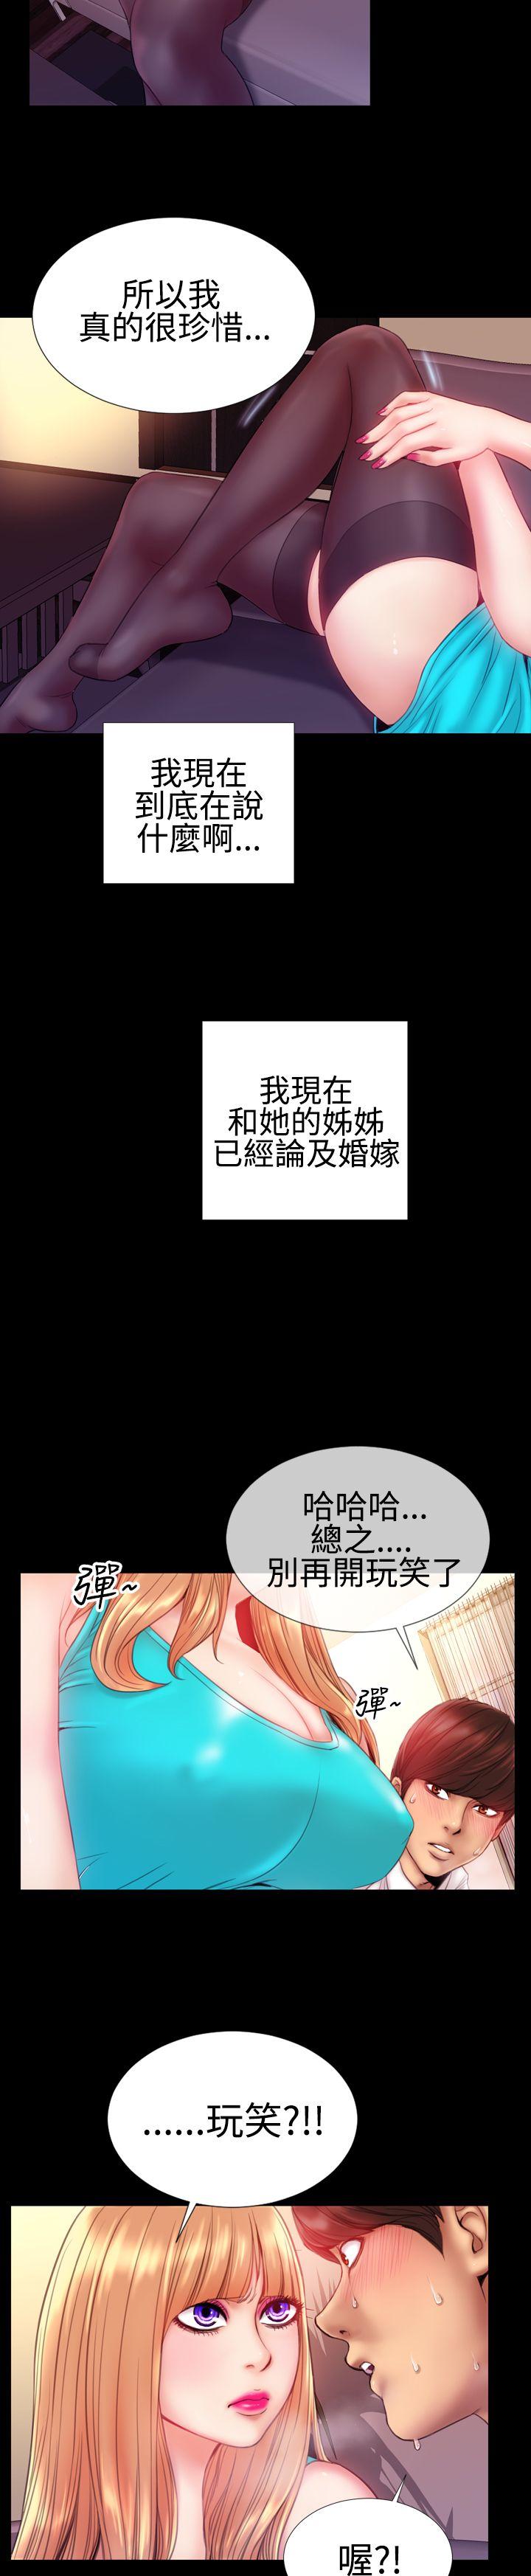 所以我
真的很珍惜...
我現在
到底在說
什麼啊...
我現在
和她的姊姊
已經論及婚嫁
哈哈哈...
總之....
別再開玩笑了
彈~
彈~
......玩笑?!!
喔?!